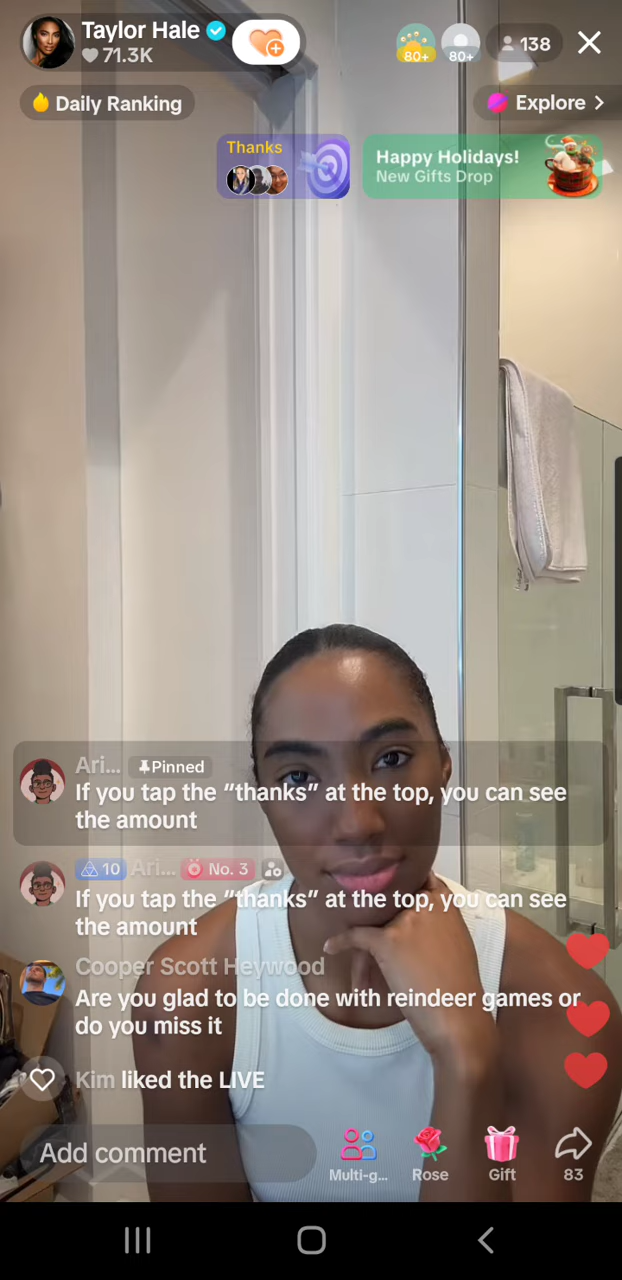 Taylor Hale
71.3K
80+
80+
138
Daily Ranking
Explore
Thanks
Happy Holidays!
New Gifts Drop
Ari... Pinned
If you tap the “thanks” at the top, you can see
the amount
10 Ari... No. 3
If you tap the “thanks” at the top, you can see
the amount
Cooper Scott Heywood
Are you glad to be done with reindeer games or
do you miss it
Kim liked the LIVE
Add comment
Multi-g...
Rose
Gift
83